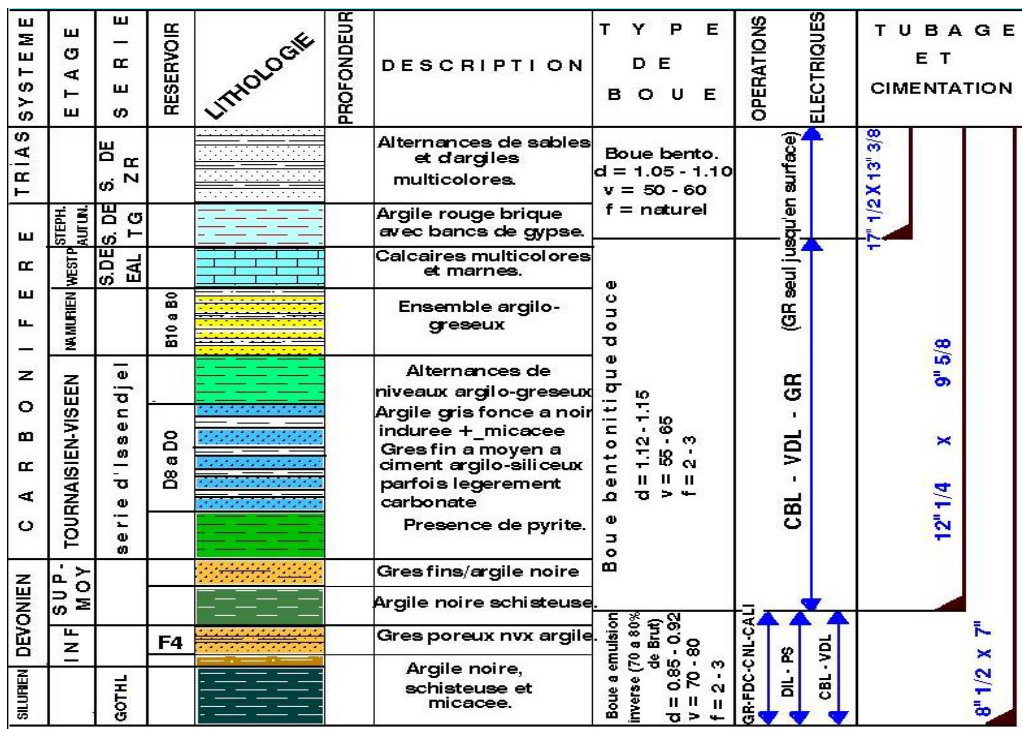 SYSTEME
ETAGE
SERIE
RESERVOIR
LITHOLOGIE
PROFONDEUR
DESCRIPTION
TYPE
DE
BOUE
OPERATIONS
ELECTRIQUES
TUBAGE
ET
CIMENTATION
TRIAS
S. DE
ZR
Alternances de sables
et d'argiles
multicolores.
Boue bento.
d = 1.05 - 1.10
v = 50 - 60
f = naturel
(GR seul jusqu'en surface)
17" 1/2 X 13" 3/8
CARBONIFERE
STEPH.
AUTUN.
S. DE
TG
Argile rouge brique
avec bancs de gypse.
WESTP.
S.DES
EAL
Calcaires multicolores
et marnes.
NAMURIEN
B10 a B0
Ensemble argilo-
greseux
TOURNAISIEN-VISEEN
serie d'Issendjel
Alternances de
niveaux argilo-greseux
D8 a D0
Argile gris fonce a noir
induree +_micacee
Gres fin a moyen a
ciment argilo-siliceux
parfois legerement
carbonate
Presence de pyrite.
Boue bentonitique douce
d = 1.12 - 1.15
v = 55 - 65
f = 2 - 3
CBL - VDL - GR
12" 1/4 X 9" 5/8
DEVONIEN
SUP-
MOY
Gres fins/argile noire
Argile noire schisteuse.
INF
F4
Gres poreux nvx argile.
SILURIEN
GOTHL
Argile noire,
schisteuse et
micacee.
Boue a emulsion
inverse (70 a 80%
de Brut)
d = 0.85 - 0.92
v = 70 - 80
f = 2 - 3
GR-FDC-CNL-CALI
DIL - PS
CBL - VDL
8" 1/2 X 7"